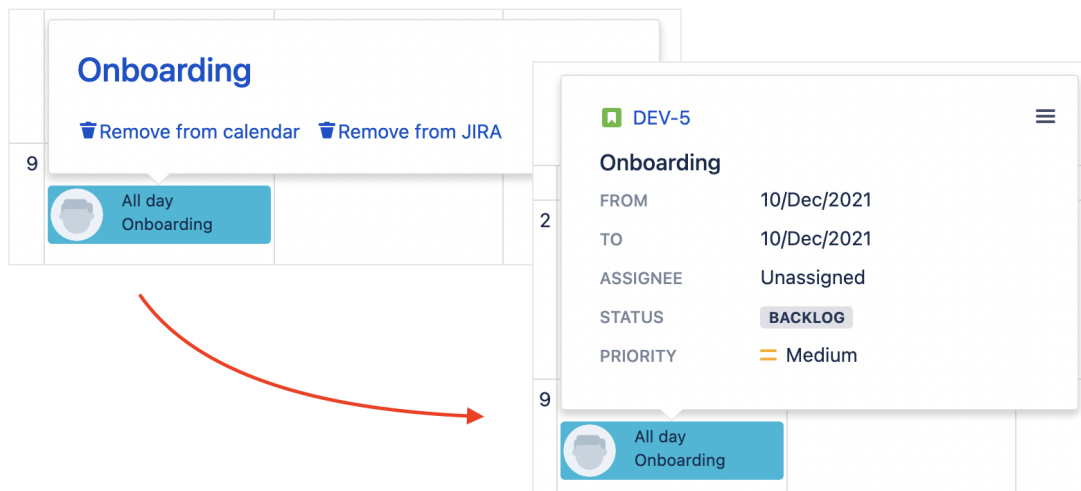 Onboarding
Remove from calendar Remove from JIRA
9
All day
Onboarding
DEV-5
Onboarding
FROM 10/Dec/2021
2
TO 10/Dec/2021
ASSIGNEE Unassigned
STATUS BACKLOG
PRIORITY Medium
9
All day
Onboarding